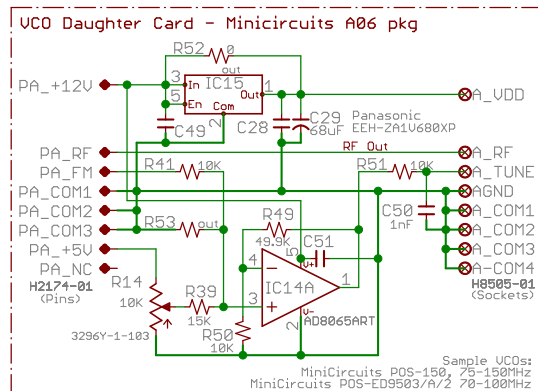 VCO Daughter Card - Minicircuits A06 pkg
R52 0
out
PA_+12V
3 In IC15 Out 1
5 En Com
2
C49
C28
C29
68uF
Panasonic
EEH-ZA1V680XP
A_VDD
PA_RF
RF Out
A_RF
PA_FM
R41 10K
R51 10K
A_TUNE
PA_COM1
AGND
PA_COM2
A_COM1
PA_COM3
R53 out
R49
49.9K
C51
C50
1nF
A_COM2
PA_+5V
A_COM3
PA_NC
A-COM4
H2174-01
(Pins)
H8505-01
(Sockets)
R14
10K
3296Y-1-103
R39
15K
R50
10K
4
3
5
V+
IC14A
1
V-
2
AD8065ART
Sample VCOs:
MiniCircuits POS-150, 75-150MHz
MiniCircuits POS-ED9503/A/2 70-100MHz